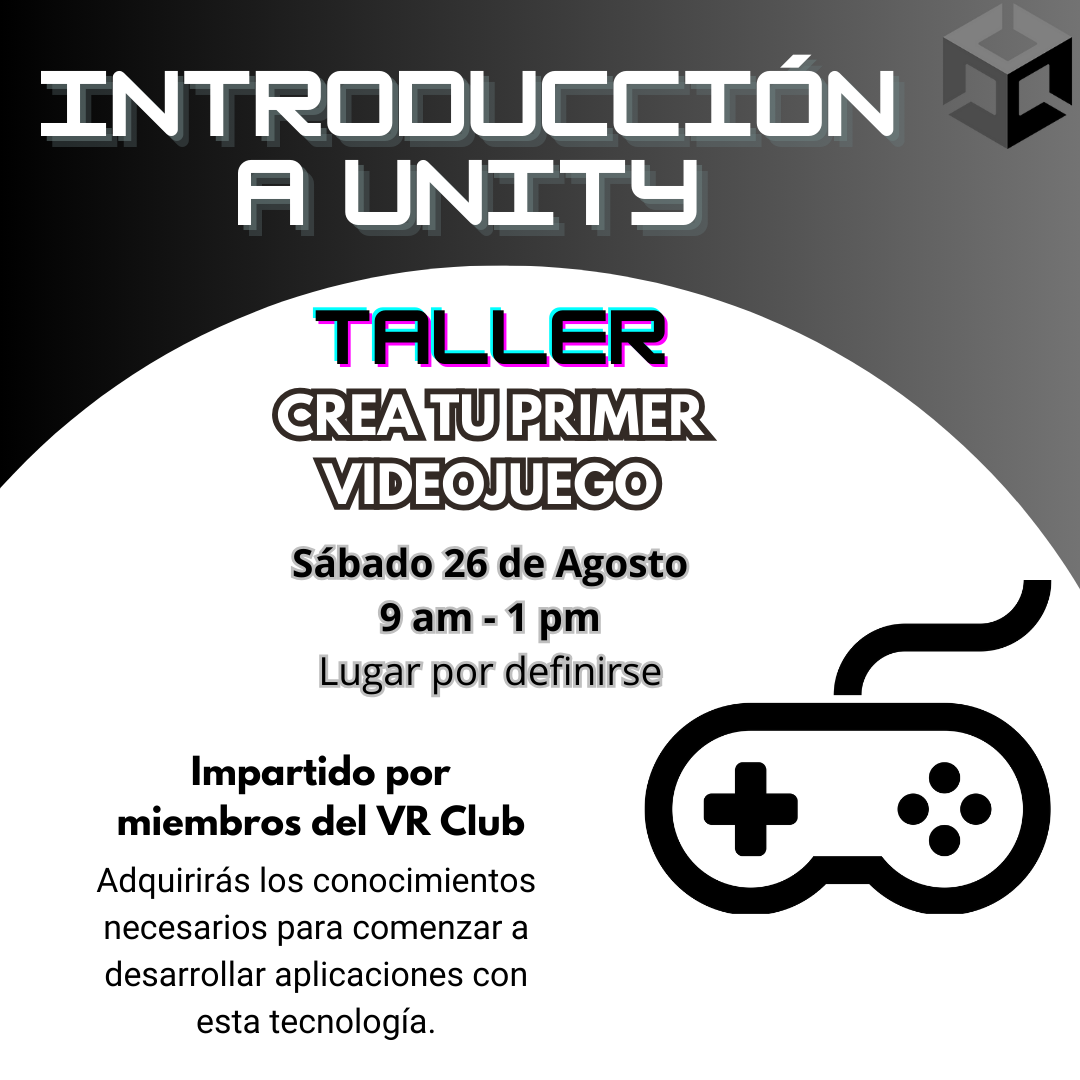 INTRODUCCIÓN
A UNITY
TALLER
CREA TU PRIMER
VIDEOJUEGO
Sábado 26 de Agosto
9 am - 1 pm
Lugar por definirse
Impartido por
miembros del VR Club
Adquirirás los conocimientos
necesarios para comenzar a
desarrollar aplicaciones con
esta tecnología.